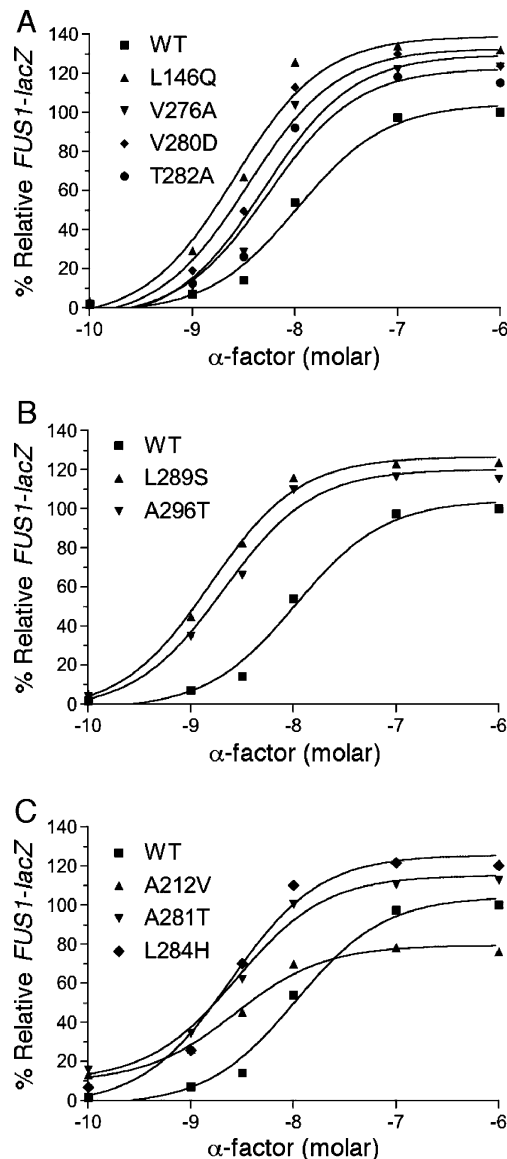 A
% Relative FUS1-lacZ
140
120
100
80
60
40
20
0
WT
L146Q
V276A
V280D
T282A
-10 -9 -8 -7 -6
α-factor (molar)
B
% Relative FUS1-lacZ
140
120
100
80
60
40
20
0
WT
L289S
A296T
-10 -9 -8 -7 -6
α-factor (molar)
C
% Relative FUS1-lacZ
140
120
100
80
60
40
20
0
WT
A212V
A281T
L284H
-10 -9 -8 -7 -6
α-factor (molar)